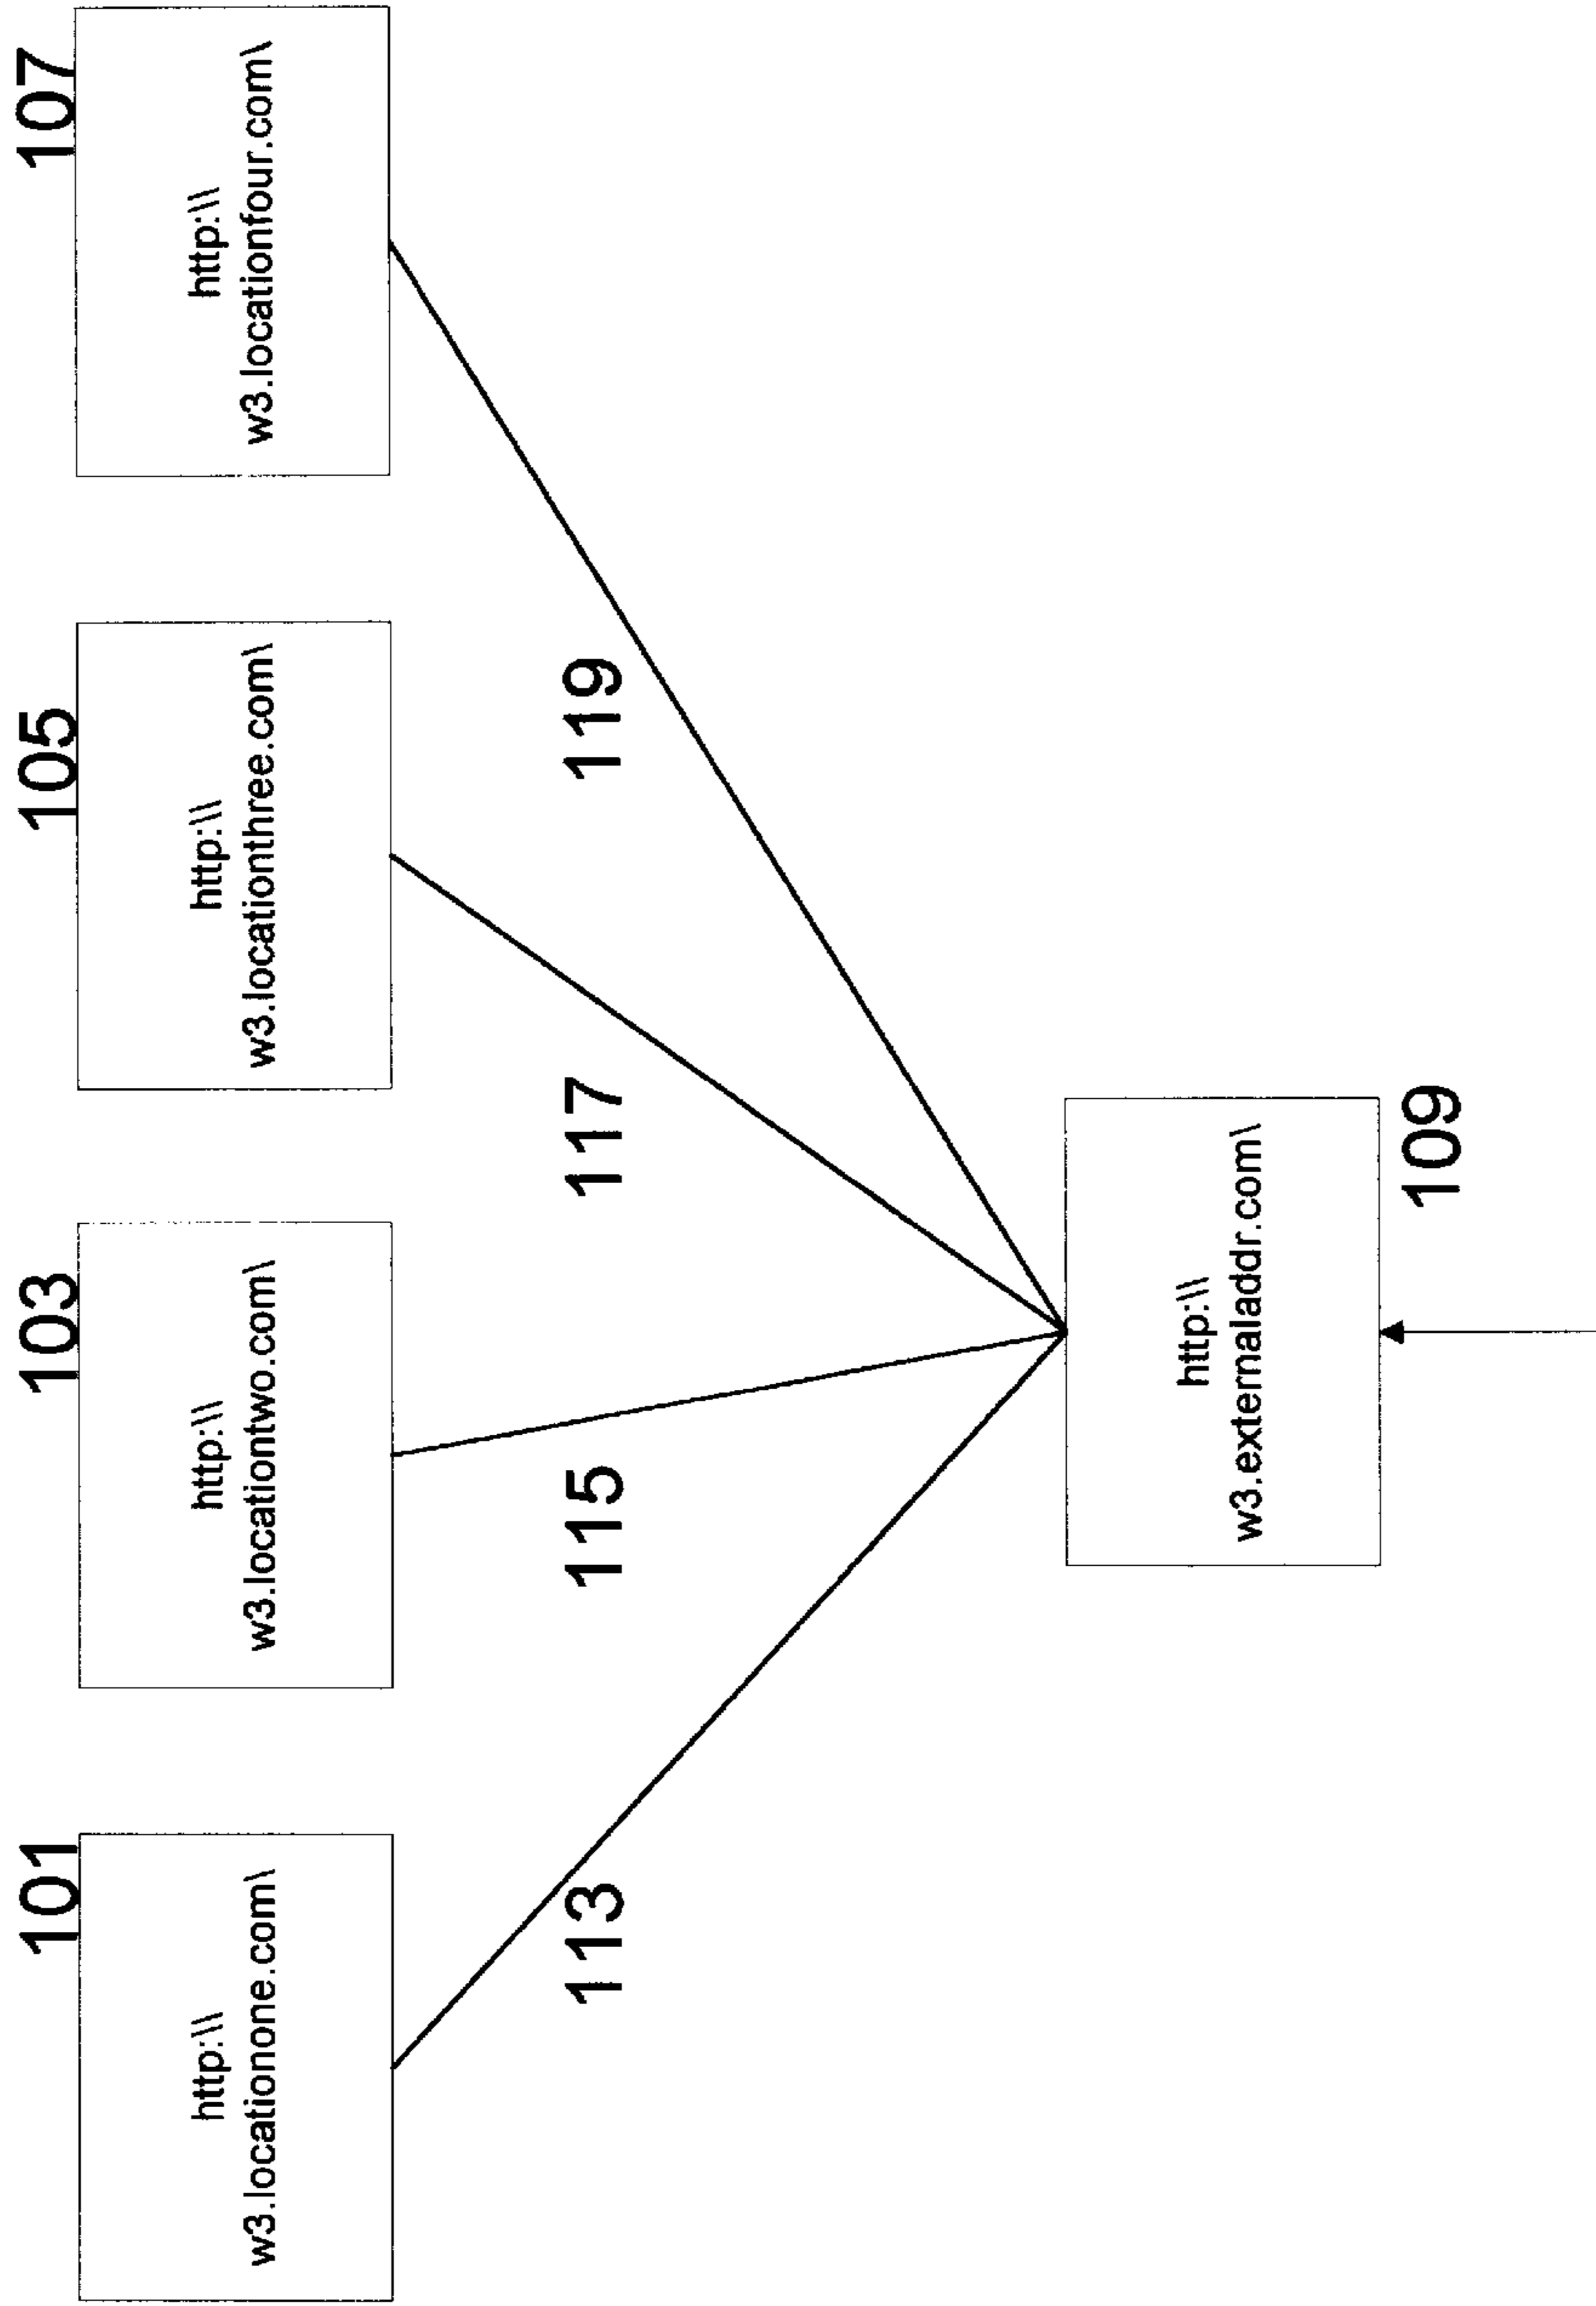 101
http:\\
w3.locationone.com\
103
http:\\
w3.locationtwo.com\
105
http:\\
w3.locationthree.com\
107
http:\\
w3.locationfour.com\
113
115
117
119
http:\\
w3.externaladdr.com\
109